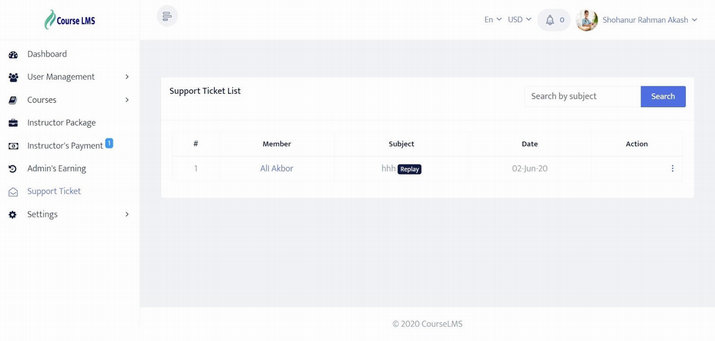 Course LMS
En
USD
0
Shohanur Rahman Akash
Dashboard
User Management
Courses
Instructor Package
Instructor's Payment 1
Admin's Earning
Support Ticket
Settings
Support Ticket List
Search by subject
Search
# Member Subject Date Action
1 Ali Akbor hhh Replay 02-Jun-20
© 2020 CourseLMS